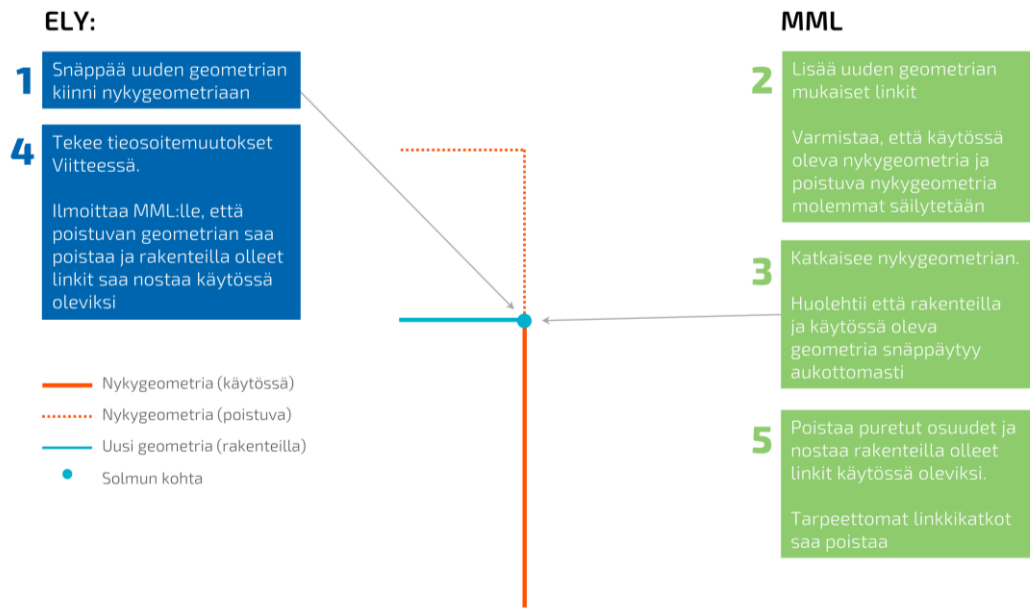 ELY:
1
Snäppää uuden geometrian
kiinni nykygeometriaan
4
Tekee tieosoitemuutokset
Viitteessä.
Ilmoittaa MML:lle, että
poistuvan geometrian saa
poistaa ja rakenteilla olleet
linkit saa nostaa käytössä
oleviksi
Nykygeometria (käytössä)
Nykygeometria (poistuva)
Uusi geometria (rakenteilla)
Solmun kohta
MML
2
Lisää uuden geometrian
mukaiset linkit
Varmistaa, että käytössä
oleva nykygeometria ja
poistuva nykygeometria
molemmat säilytetään
3
Katkaisee nykygeometrian.
Huolehtii että rakenteilla
ja käytössä oleva
geometria snäppäytyy
aukottomasti
5
Poistaa puretut osuudet ja
nostaa rakenteilla olleet
linkit käytössä oleviksi.
Tarpeettomat linkkikatkot
saa poistaa